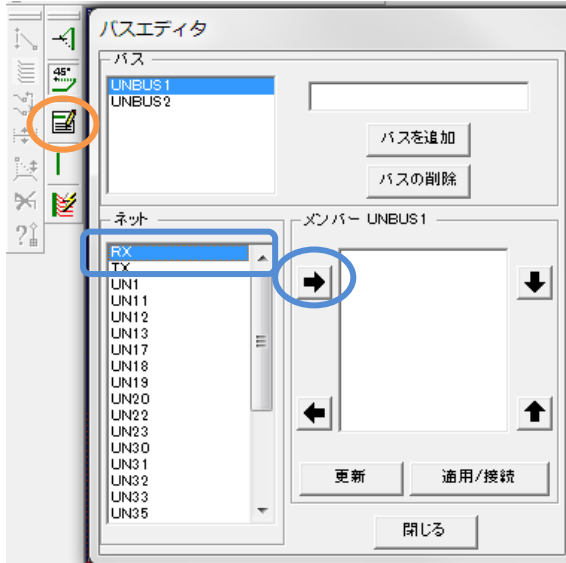 バスエディタ
45°
バス
UNBUS1
UNBUS2
バスを追加
バスの削除
ネット
メンバー UNBUS1
RX
TX
UN1
UN11
UN12
UN13
UN17
UN18
UN19
UN20
UN22
UN23
UN30
UN31
UN32
UN33
UN35
更新
適用/接続
閉じる